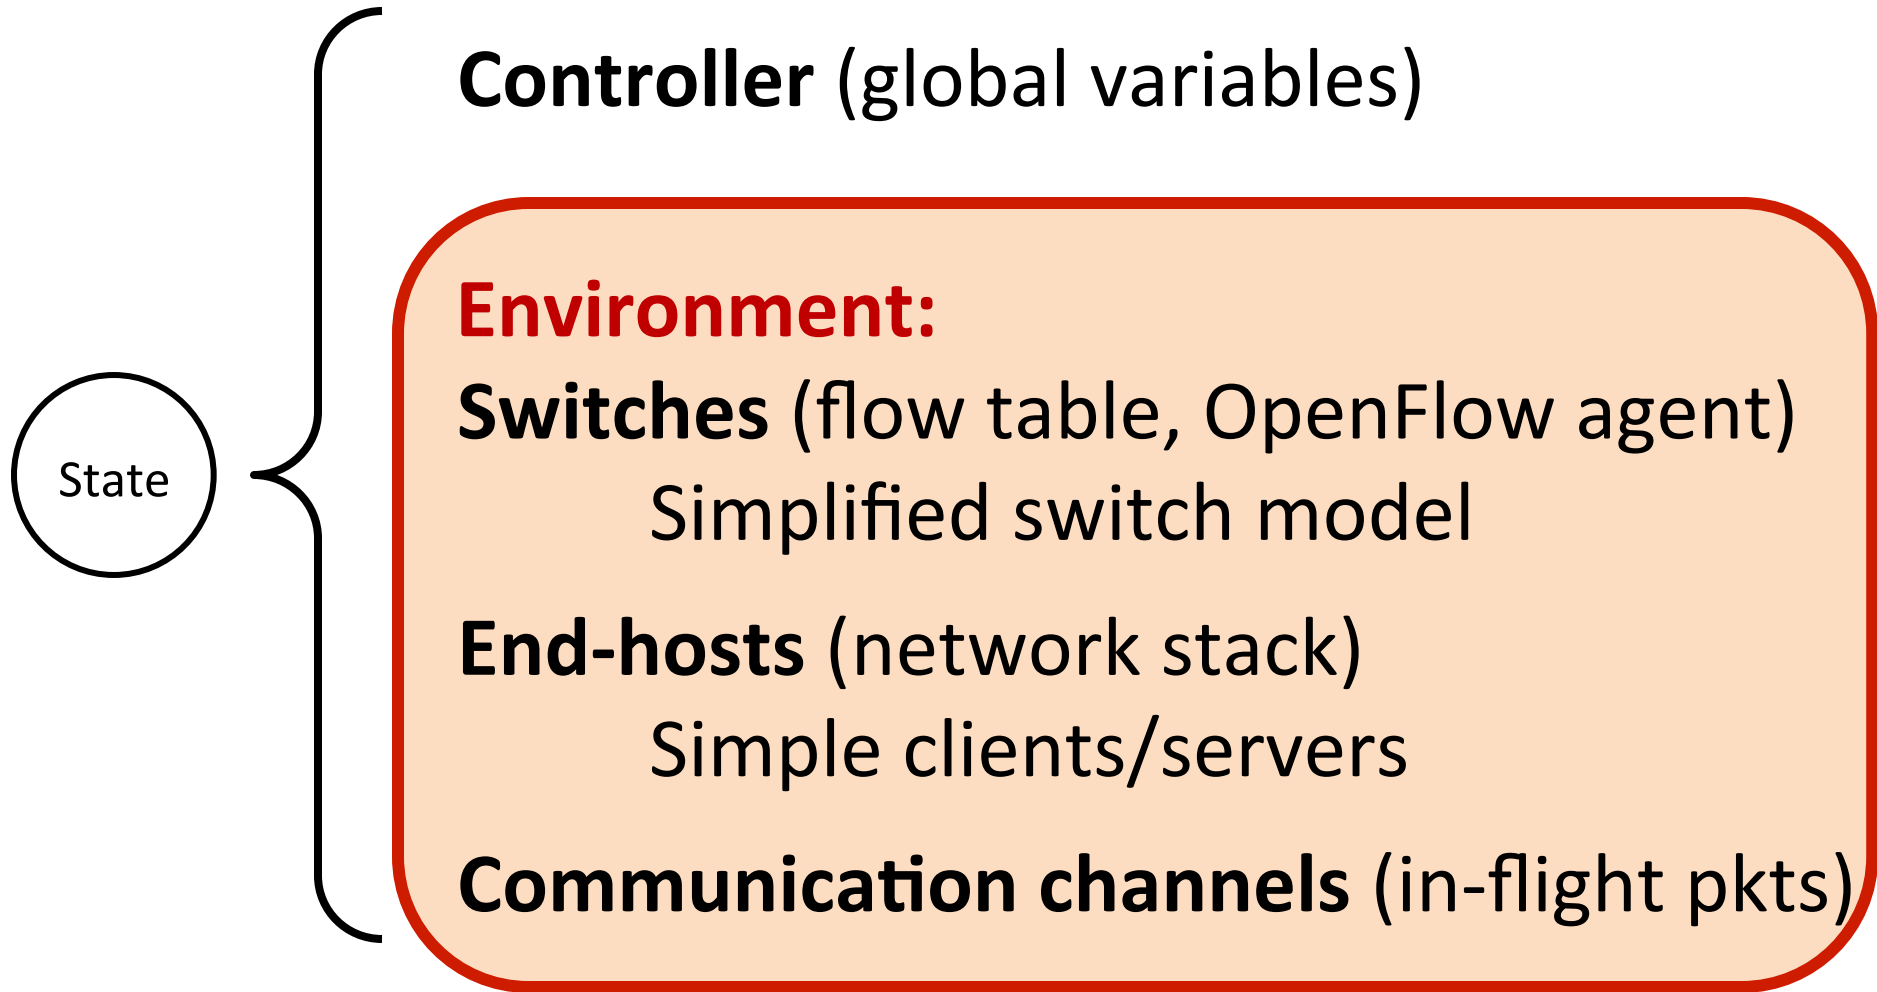 Controller (global variables)
Environment:
Switches (flow table, OpenFlow agent)
Simplified switch model
State
End-hosts (network stack)
Simple clients/servers
Communication channels (in-flight pkts)